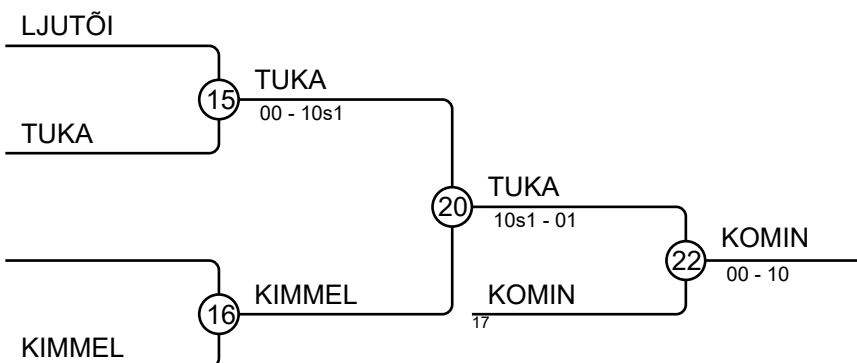 LJUTÕI
15
TUKA
00 - 10s1
TUKA
20
TUKA
10s1 - 01
22
KOMIN
00 - 10
16
KIMMEL
KOMIN
17
KIMMEL